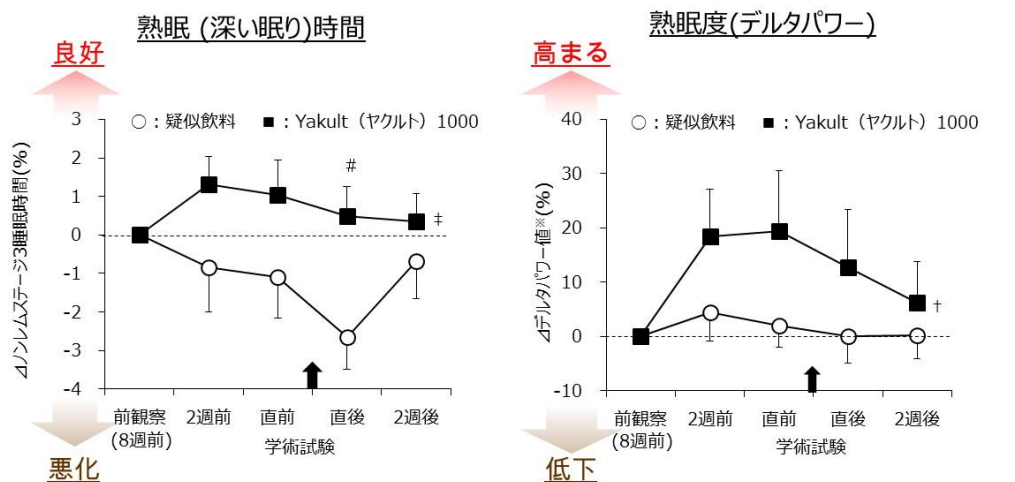 熟眠 (深い眠り)時間
良好
○：疑似飲料 ■：Yakult（ヤクルト）1000
⊿ノンレムステージ3睡眠時間(%)
3
2
1
0
-1
-2
-3
-4
#
‡
前観察
(8週前)
2週前
直前
直後
2週後
学術試験
悪化
熟眠度(デルタパワー)
高まる
○：疑似飲料 ■：Yakult（ヤクルト）1000
⊿デルタパワー値※(%)
40
30
20
10
0
-10
†
前観察
(8週前)
2週前
直前
直後
2週後
学術試験
低下